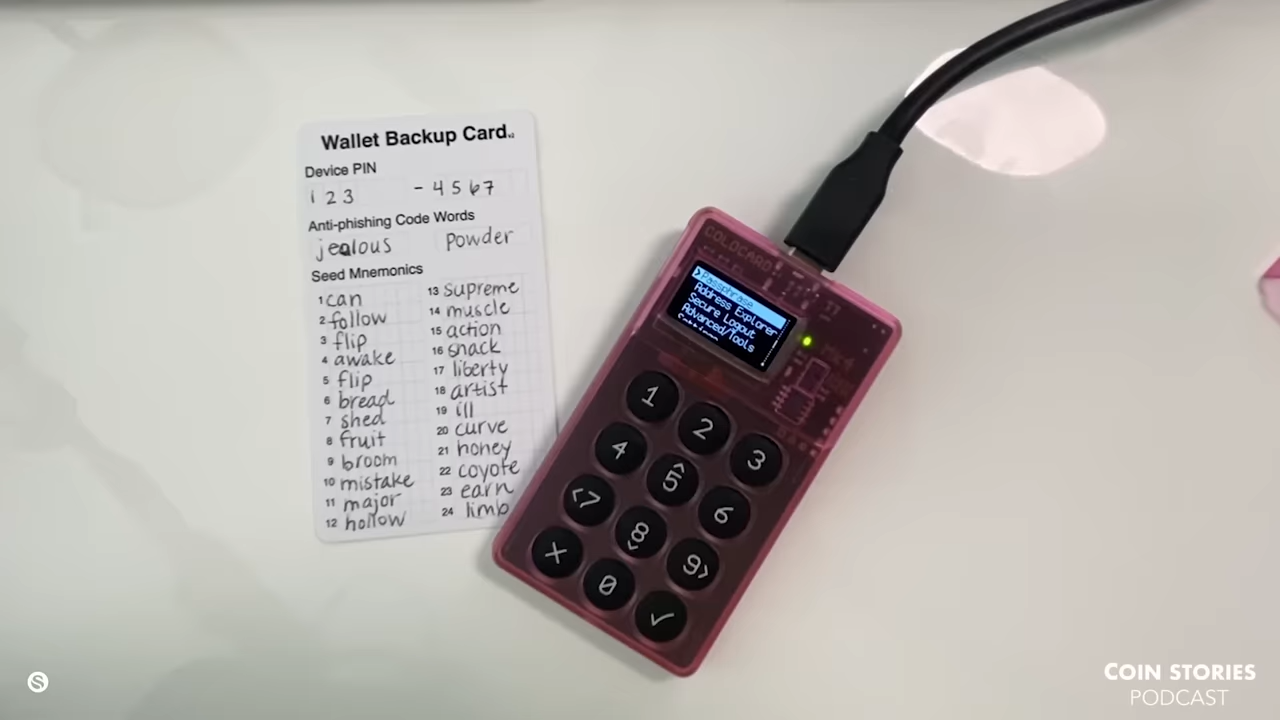 Wallet Backup Card v2
Device PIN
123 - 4567
Anti-phishing Code Words
jealous powder
Seed Mnemonics
1 can
2 follow
3 flip
4 awake
5 flip
6 bread
7 shed
8 fruit
9 broom
10 mistake
11 major
12 hollow
13 supreme
14 muscle
15 action
16 snack
17 liberty
18 artist
19 ill
20 curve
21 honey
22 coyote
23 earn
24 limb
COLDCARD
>Passphrase
Address Explorer
Secure Logout
Advanced/Tools
Settings
1 2 3
4 5 6
7 8 9
0
COIN STORIES
PODCAST